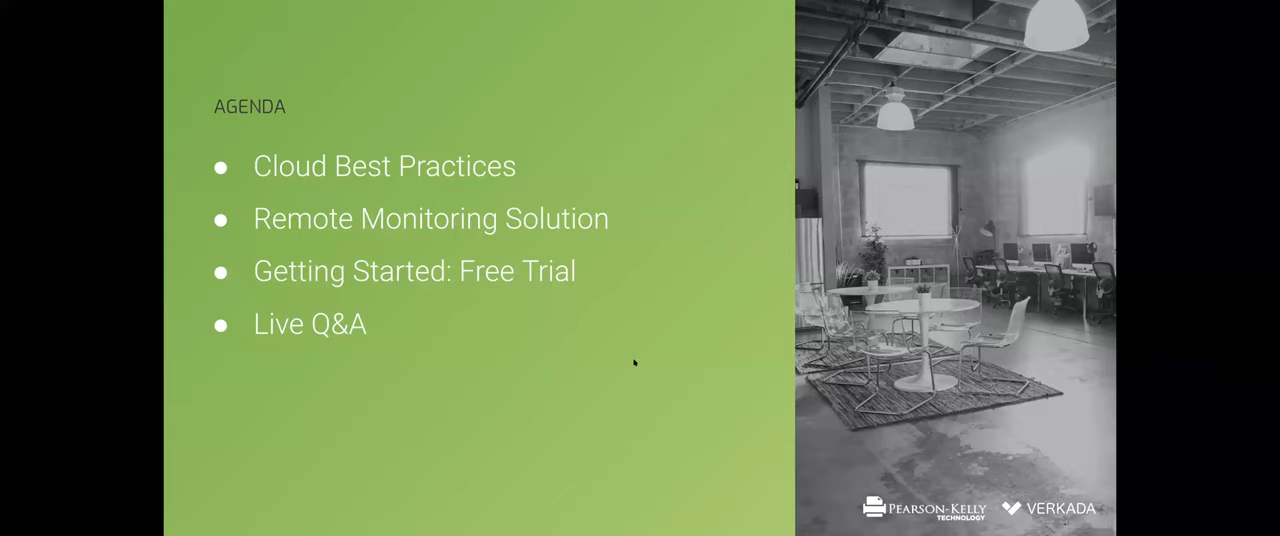 AGENDA
● Cloud Best Practices
● Remote Monitoring Solution
● Getting Started: Free Trial
● Live Q&A
PEARSON-KELLY
TECHNOLOGY
VERKADA